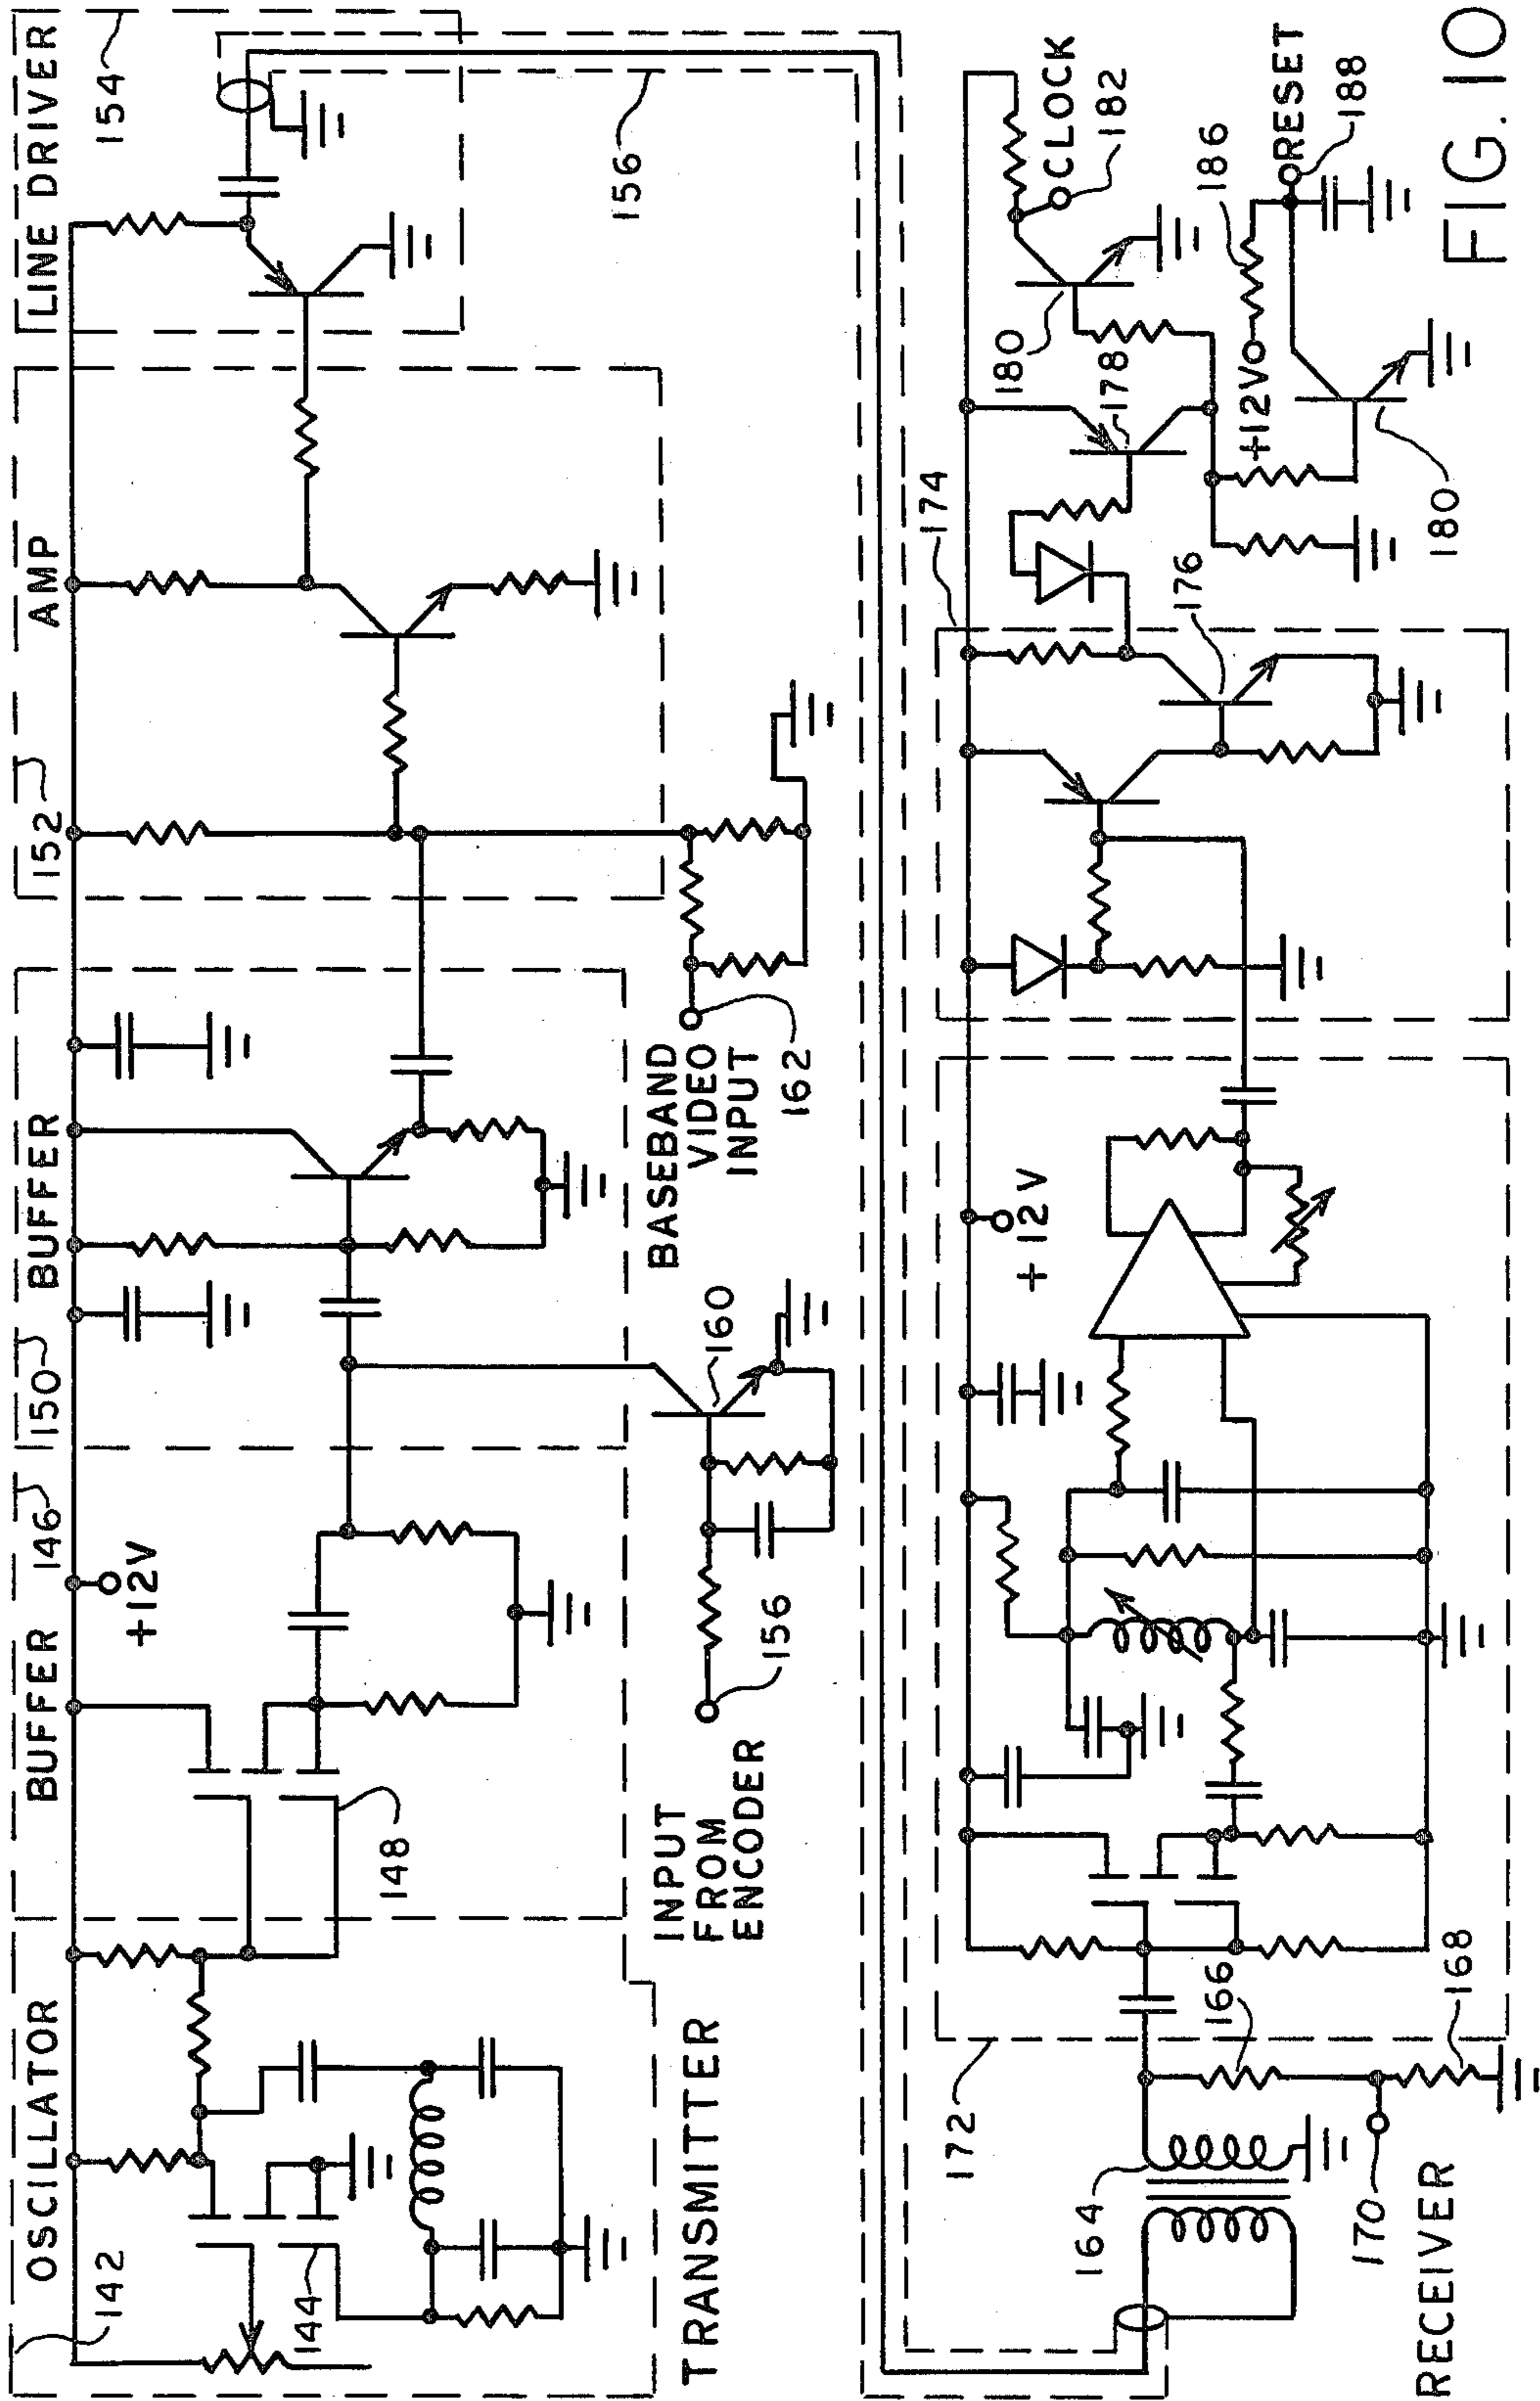 OSCILLATOR
142
144
BUFFER
146
+12V
148
150
BUFFER
152
AMP
LINE DRIVER
154
TRANSMITTER
INPUT
FROM
ENCODER
156
160
BASEBAND
VIDEO
INPUT
162
156
RECEIVER
164
170
166
168
172
+12V
174
176
178
180
CLOCK
182
+12V
186
RESET
188
180
FIG. 10